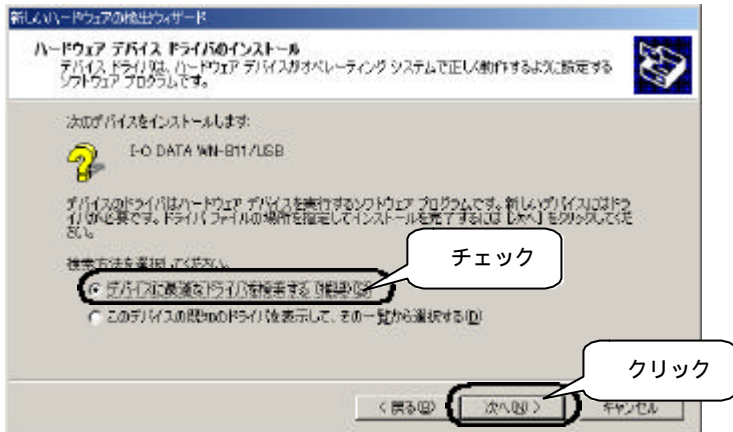 新しいハードウェアの検出ウィザード
ハードウェア デバイス ドライバのインストール
デバイス ドライバは、ハードウェア デバイスがオペレーティング システムで正しく動作するように設定する
ソフトウェア プログラムです。
次のデバイスをインストールします:
I-O DATA WN-B11/USB
デバイスのドライバはハードウェア デバイスを実行するソフトウェア プログラムです。新しいデバイスにはドラ
イバが必要です。ドライバ ファイルの場所を指定してインストールを完了するには [次へ] をクリックしてくだ
さい。
検索方法を選択してください。
チェック
デバイスに最適なドライバを検索する (推奨)(S)
このデバイスの既知のドライバを表示して、その一覧から選択する(D)
クリック
< 戻る(B)
次へ(N) >
キャンセル